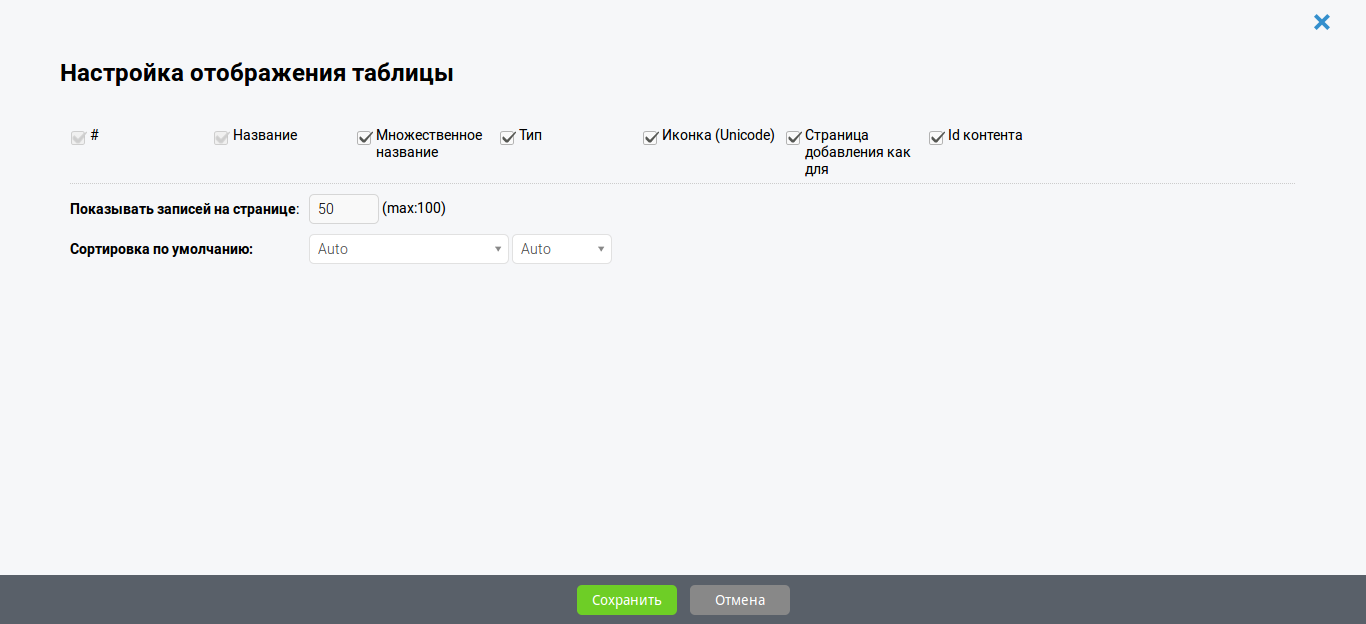 Настройка отображения таблицы
#
Название
Множественное
название
Тип
Иконка (Unicode)
Страница
добавления как
для
Id контента
Показывать записей на странице: 50 (max:100)
Сортировка по умолчанию: Auto Auto
Сохранить Отмена